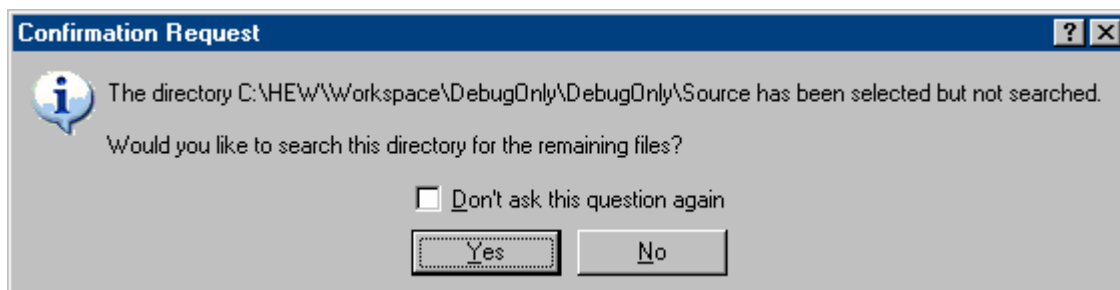 Confirmation Request
The directory C:\HEW\Workspace\DebugOnly\DebugOnly\Source has been selected but not searched.
Would you like to search this directory for the remaining files?
Don't ask this question again
Yes No